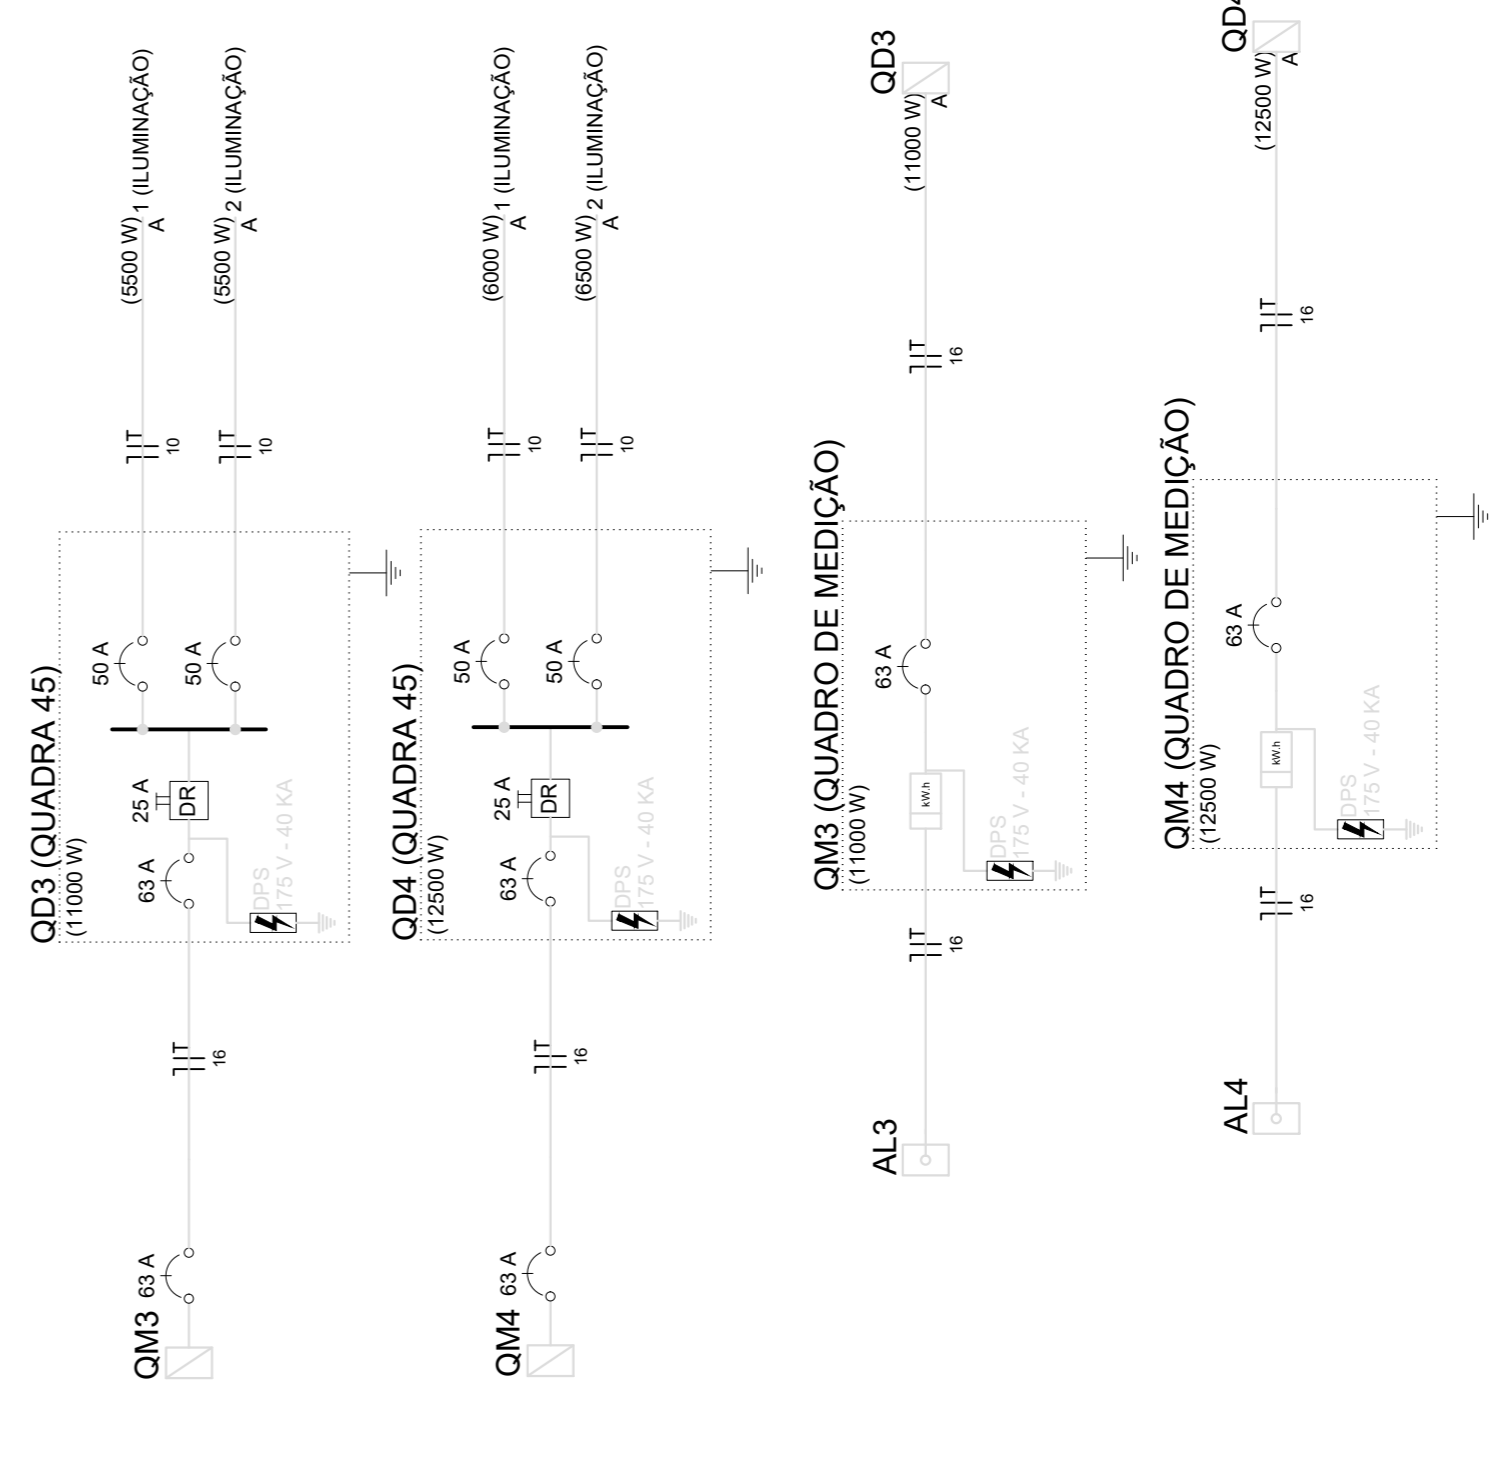 QD3 (QUADRA 45)
(11000 W)
QM3
63 A
16
63 A
DPS
175 V - 40 KA
25 A
DR
50 A
10
(5500 W)
1 (ILUMINAÇÃO)
A
50 A
10
(5500 W)
2 (ILUMINAÇÃO)
A
QD4 (QUADRA 45)
(12500 W)
QM4
63 A
16
63 A
DPS
175 V - 40 KA
25 A
DR
50 A
10
(6000 W)
1 (ILUMINAÇÃO)
A
50 A
10
(6500 W)
2 (ILUMINAÇÃO)
A
QM3 (QUADRO DE MEDIÇÃO)
(11000 W)
AL3
16
kW.h
DPS
175 V - 40 KA
63 A
16
(11000 W)
A
QD3
QM4 (QUADRO DE MEDIÇÃO)
(12500 W)
AL4
16
kW.h
DPS
175 V - 40 KA
63 A
16
(12500 W)
A
QD4